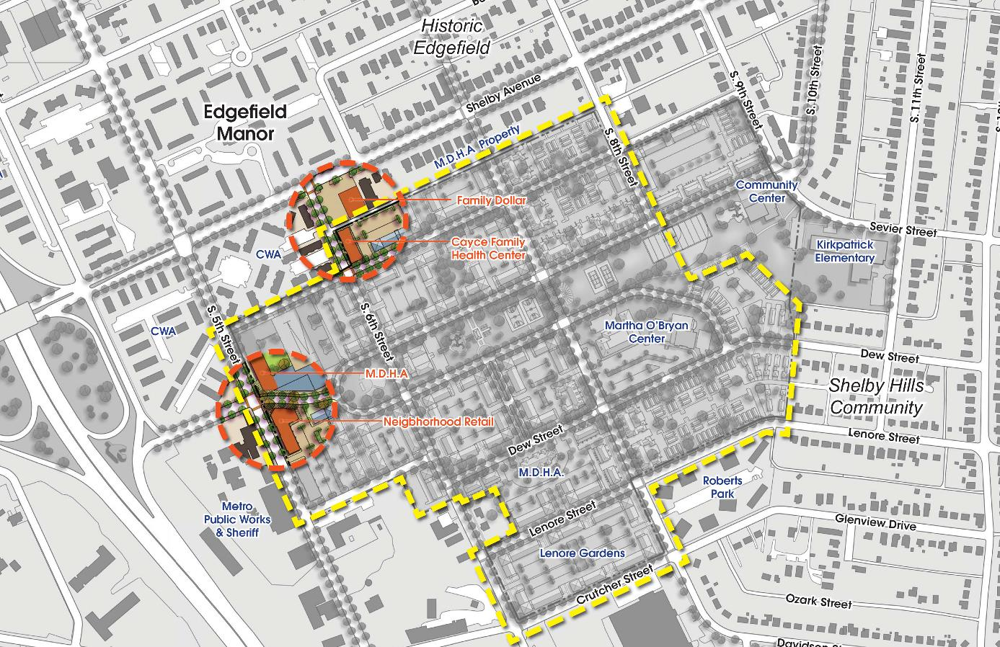 Historic
Edgefield
Shelby Avenue
S. 9th Street
S. 10th Street
S. 11th Street
Edgefield
Manor
M.D.H.A Property
S. 8th Street
Community
Center
Family Dollar
Sevier Street
Cayce Family
Health Center
Kirkpatrick
Elementary
CWA
CWA
S. 5th Street
S. 6th Street
Martha O'Bryan
Center
Dew Street
M.D.H.A
Shelby Hills
Community
Neigbhorhood Retail
Dew Street
Lenore Street
M.D.H.A.
Roberts
Park
Metro
Public Works
& Sheriff
Lenore Street
Glenview Drive
Lenore Gardens
Crutcher Street
Ozark Street
Davidson